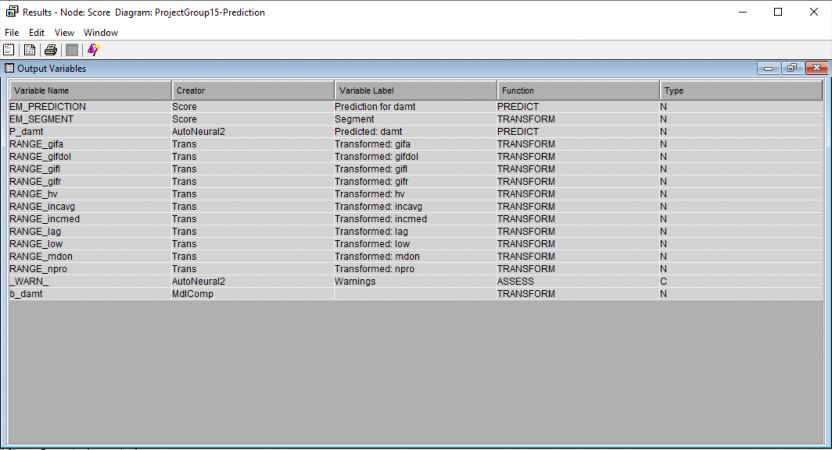 Results - Node: Score Diagram: ProjectGroup15-Prediction
File Edit View Window
Output Variables
Variable Name Creator Variable Label Function Type
EM_PREDICTION Score Prediction for damt PREDICT N
EM_SEGMENT Score Segment TRANSFORM N
P_damt AutoNeural2 Predicted: damt PREDICT N
RANGE_gifa Trans Transformed: gifa TRANSFORM N
RANGE_gifdol Trans Transformed: gifdol TRANSFORM N
RANGE_gifl Trans Transformed: gifl TRANSFORM N
RANGE_gifr Trans Transformed: gifr TRANSFORM N
RANGE_hv Trans Transformed: hv TRANSFORM N
RANGE_incavg Trans Transformed: incavg TRANSFORM N
RANGE_incmed Trans Transformed: incmed TRANSFORM N
RANGE_lag Trans Transformed: lag TRANSFORM N
RANGE_low Trans Transformed: low TRANSFORM N
RANGE_mdon Trans Transformed: mdon TRANSFORM N
RANGE_npro Trans Transformed: npro TRANSFORM N
_WARN_ AutoNeural2 Warnings ASSESS C
b_damt MdlComp TRANSFORM N